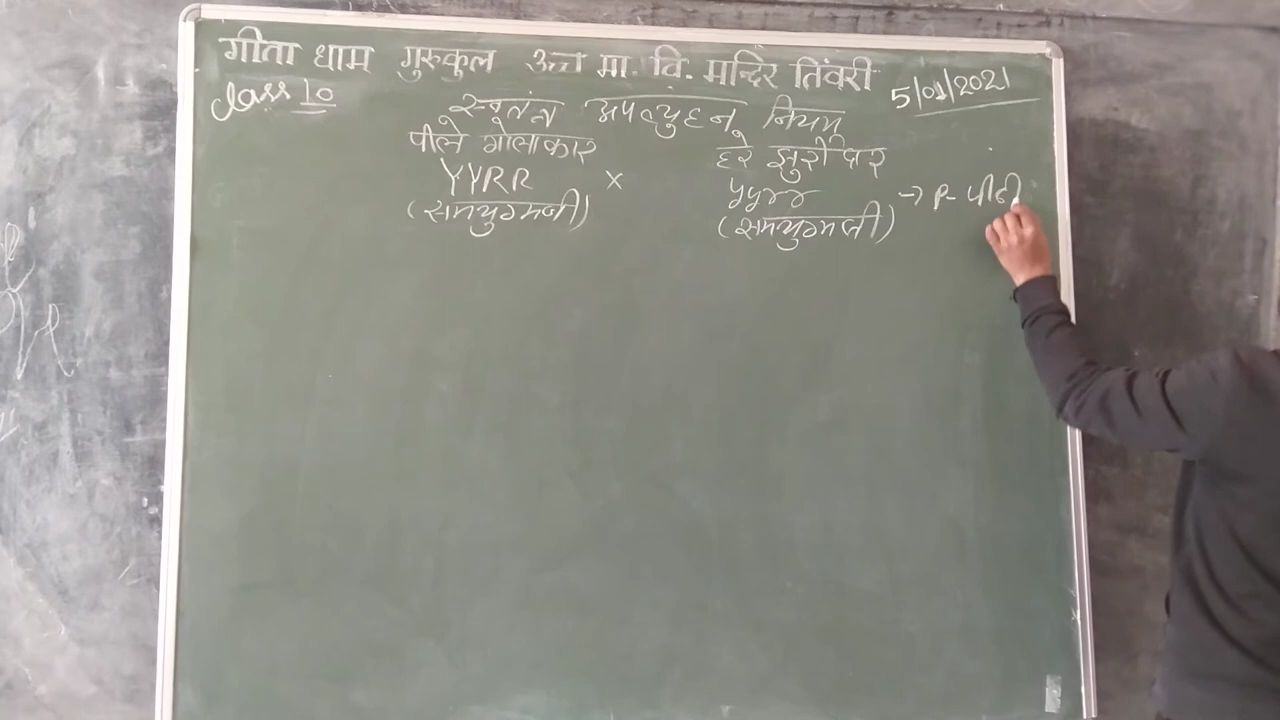 गीता धाम गुरुकुल उच्च मा. वि. मन्दिर तिंवरी
5/01/2021
class 10
स्वतंत्र अपव्युहन नियम
पीले गोलाकार हरे झुर्रीदार
YYRR × yyrr → P- पीढी
(समयुग्मजी) (समयुग्मजी)